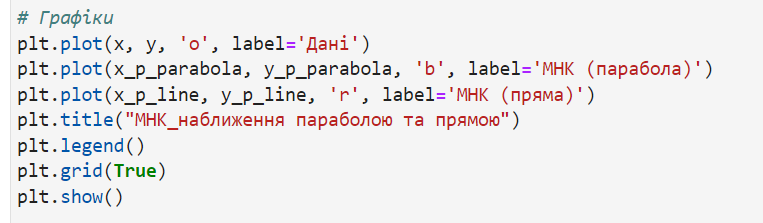 # Графіки
plt.plot(x, y, 'o', label='Дані')
plt.plot(x_p_parabola, y_p_parabola, 'b', label='МНК (парабола)')
plt.plot(x_p_line, y_p_line, 'r', label='МНК (пряма)')
plt.title("МНК_наближення параболою та прямою")
plt.legend()
plt.grid(True)
plt.show()